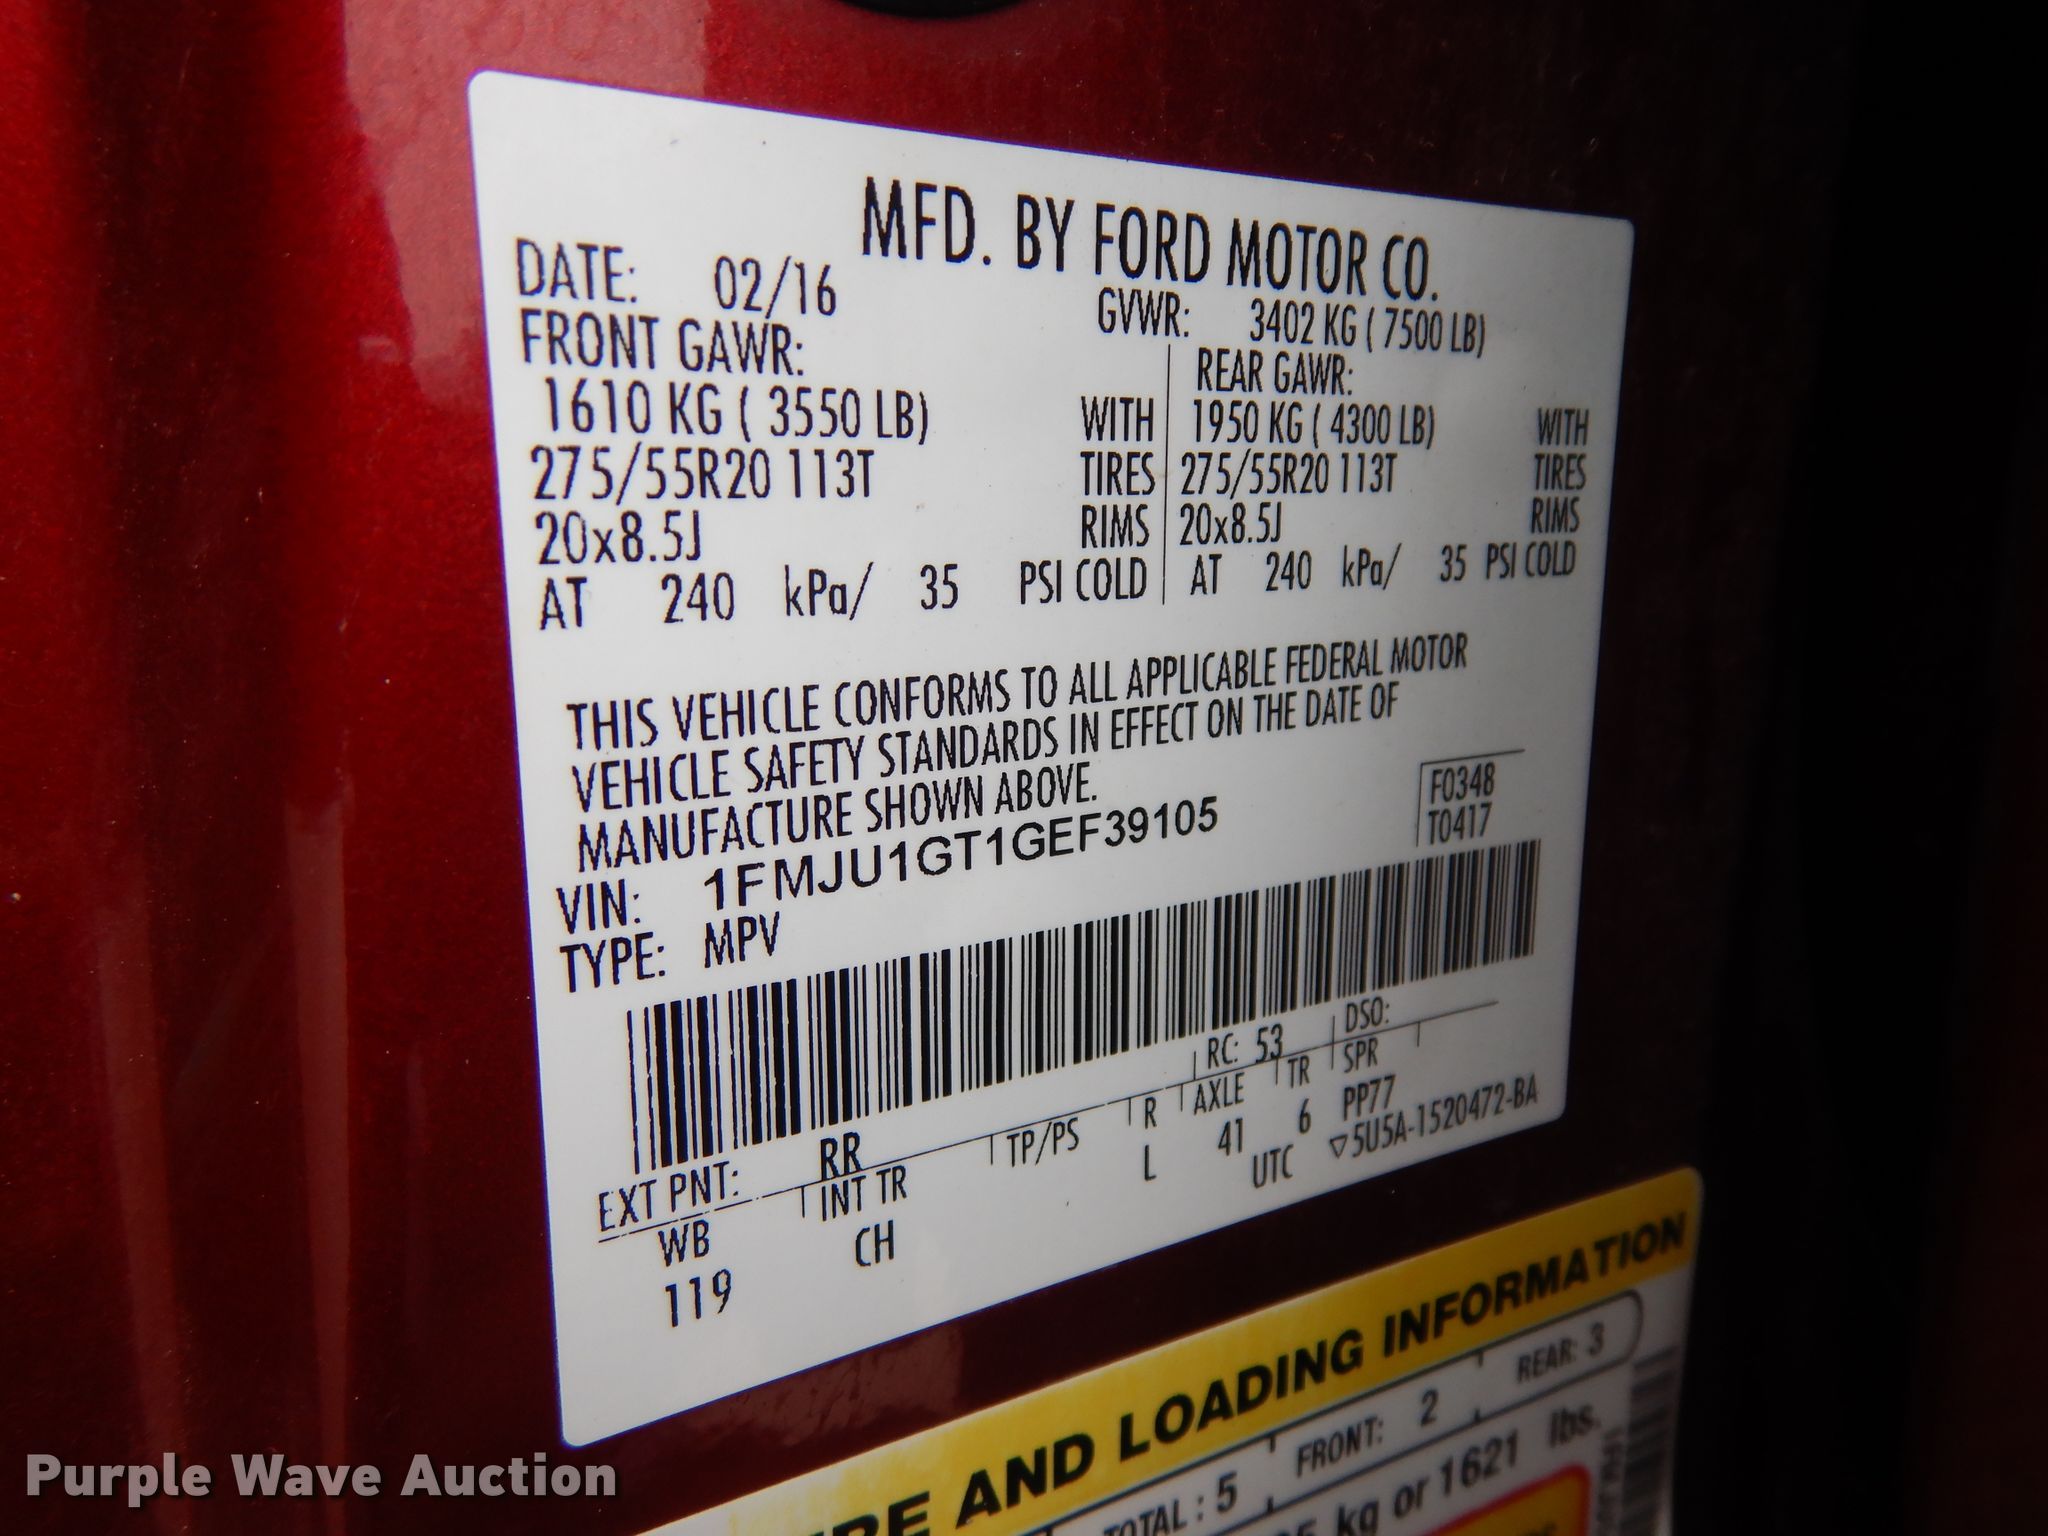 MFD. BY FORD MOTOR CO.
DATE: 02/16 GVWR: 3402 KG ( 7500 LB)
FRONT GAWR: REAR GAWR:
1610 KG ( 3550 LB) WITH 1950 KG ( 4300 LB) WITH
275/55R20 113T TIRES 275/55R20 113T TIRES
20x8.5J RIMS 20x8.5J RIMS
AT 240 kPa/ 35 PSI COLD AT 240 kPa/ 35 PSI COLD
THIS VEHICLE CONFORMS TO ALL APPLICABLE FEDERAL MOTOR
VEHICLE SAFETY STANDARDS IN EFFECT ON THE DATE OF
MANUFACTURE SHOWN ABOVE.
F0348
T0417
VIN: 1FMJU1GT1GEF39105
TYPE: MPV
EXT PNT: RR RC: 53 DSO:
WB INT TR TP/PS R AXLE TR SPR
119 CH L 41 6 PP77
UTC ▽5U5A-1520472-BA
AND LOADING INFORMATION
TOTAL : 5 FRONT: 2 REAR: 3
kg or 1621 lbs.
Purple Wave Auction